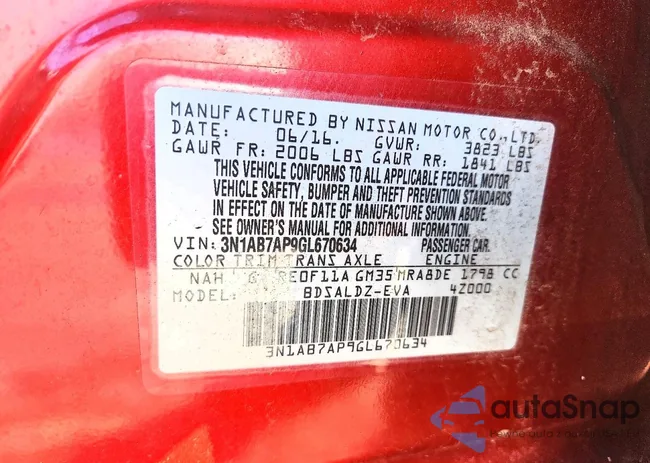 MANUFACTURED BY NISSAN MOTOR CO., LTD.
DATE: 06/16. GVWR: 3823 LBS
GAWR FR: 2006 LBS GAWR RR: 1841 LBS
THIS VEHICLE CONFORMS TO ALL APPLICABLE FEDERAL MOTOR
VEHICLE SAFETY, BUMPER AND THEFT PREVENTION STANDARDS
IN EFFECT ON THE DATE OF MANUFACTURE SHOWN ABOVE.
SEE OWNER'S MANUAL FOR ADDITIONAL INFORMATION.
VIN: 3N1AB7AP9GL670634 PASSENGER CAR.
COLOR TRIM TRANS AXLE ENGINE
NAH G RE0F11A GM35 MRA8DE 1798 CC
MODEL: BDSALDZ-EVA 4Z000
3N1AB7AP9GL670634
autaSnap